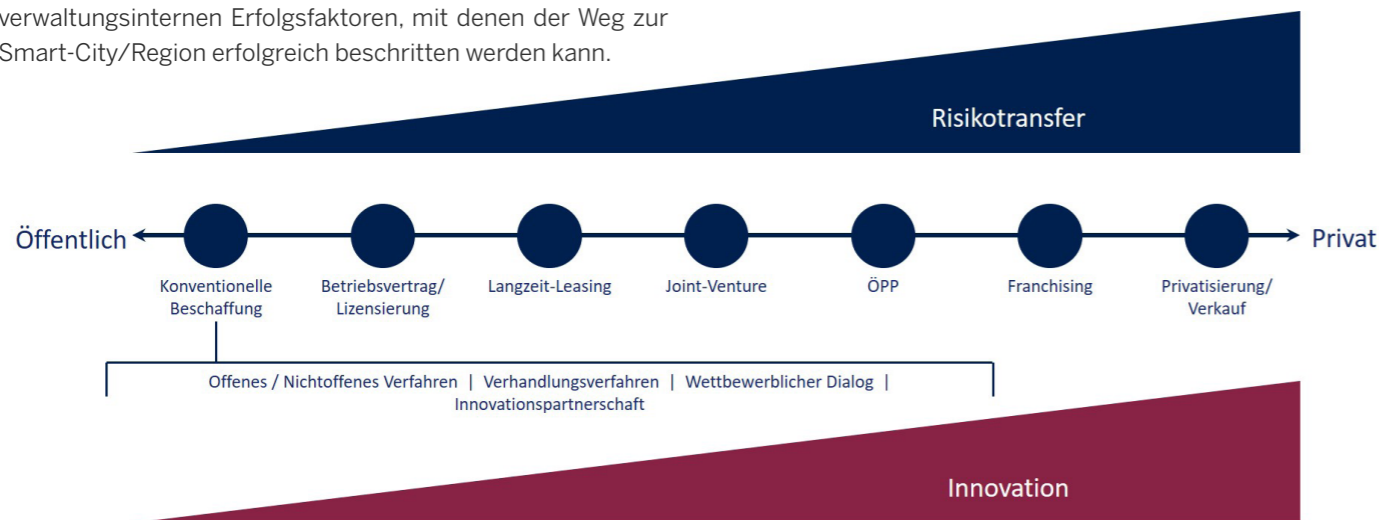 verwaltungsinternen Erfolgsfaktoren, mit denen der Weg zur
Smart-City/Region erfolgreich beschritten werden kann.
Risikotransfer
Öffentlich
Privat
Konventionelle
Beschaffung
Betriebsvertrag/
Lizensierung
Langzeit-Leasing
Joint-Venture
ÖPP
Franchising
Privatisierung/
Verkauf
Offenes / Nichtoffenes Verfahren | Verhandlungsverfahren | Wettbewerblicher Dialog |
Innovationspartnerschaft
Innovation